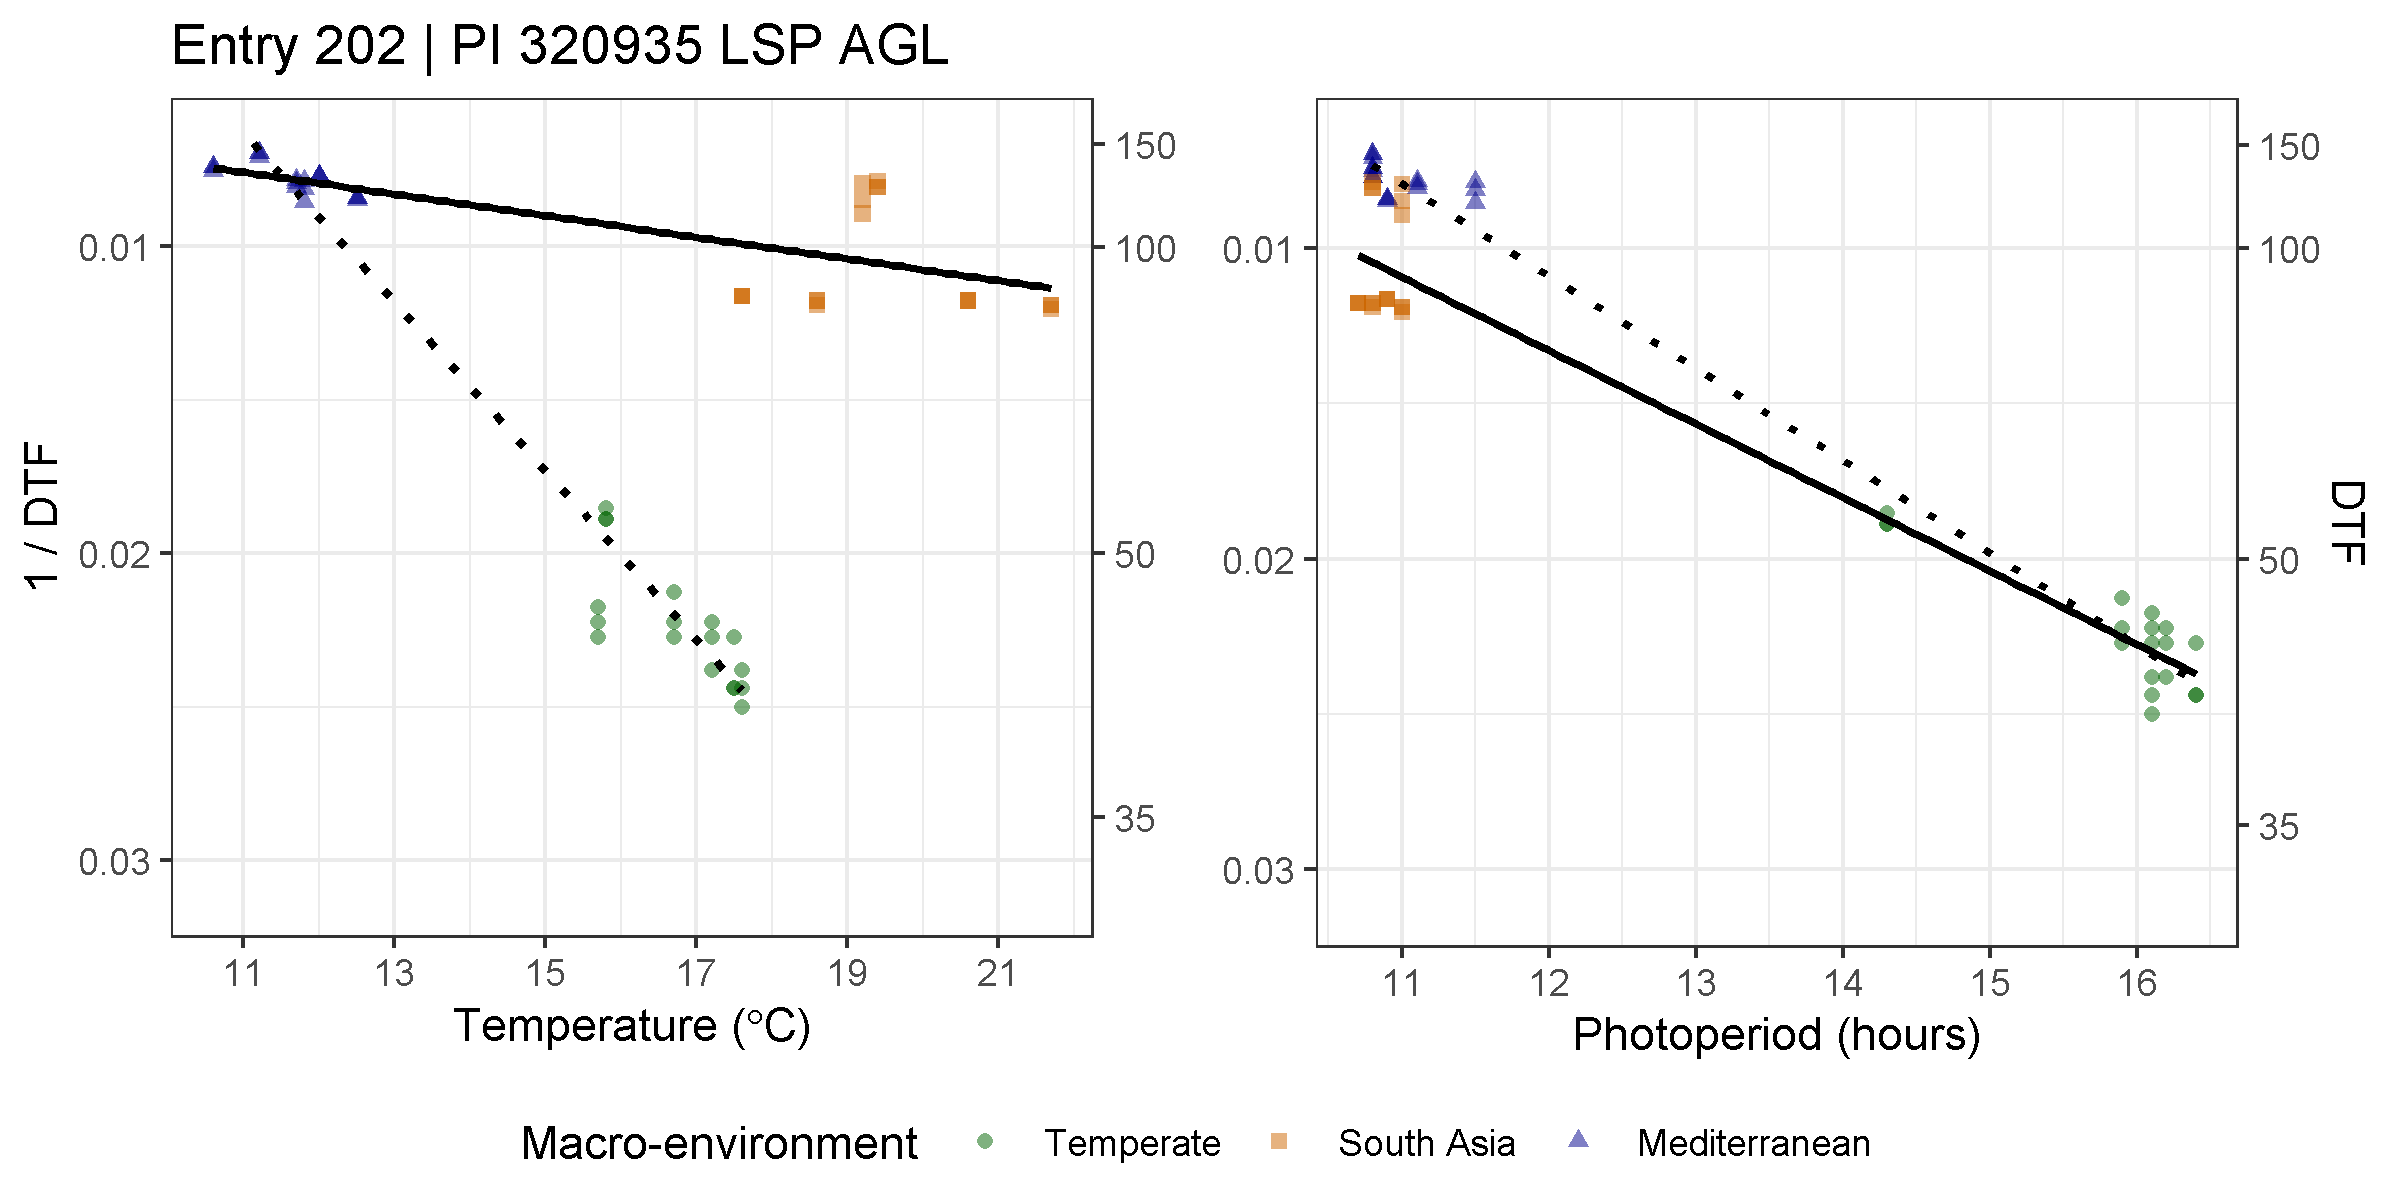 Entry 202 | PI 320935 LSP AGL
1 / DTF
0.01
0.02
0.03
150
100
50
35
11 13 15 17 19 21
Temperature (°C)
0.01
0.02
0.03
150
100
50
35
DTF
11 12 13 14 15 16
Photoperiod (hours)
Macro-environment Temperate South Asia Mediterranean